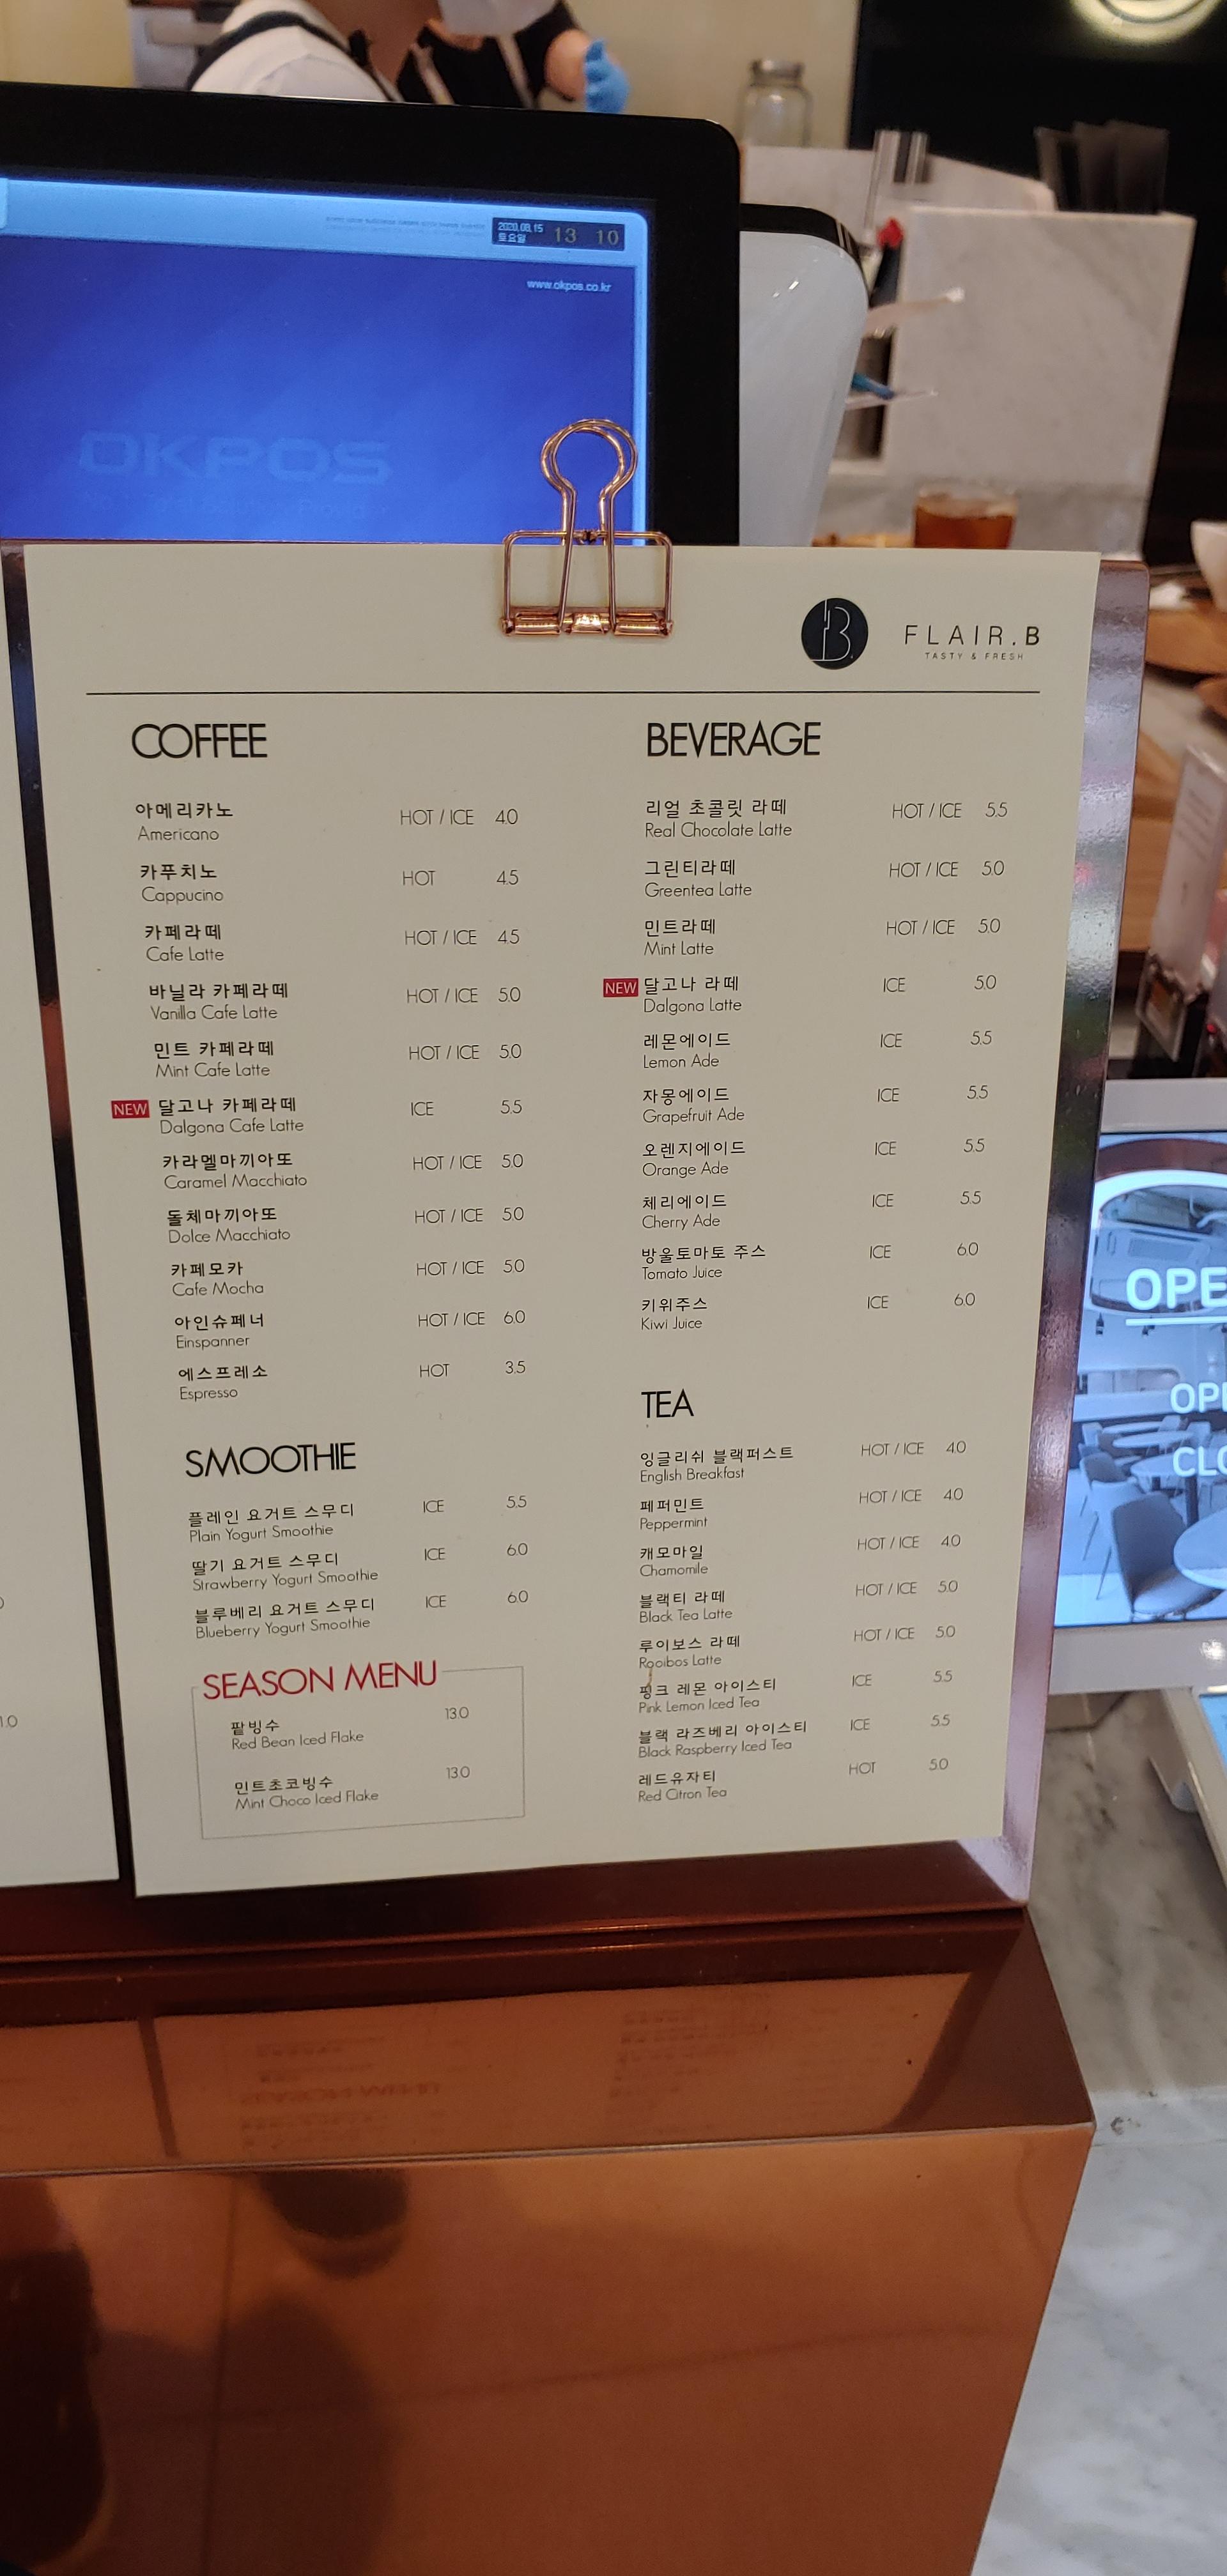 2020.08.15
토요일
13 10
www.okpos.co.kr
OKPOS
B FLAIR.B
TASTY & FRESH
COFFEE
아메리카노 HOT / ICE 4.0
Americano
카푸치노 HOT 4.5
Cappucino
카페라떼 HOT / ICE 4.5
Cafe Latte
바닐라 카페라떼 HOT / ICE 5.0
Vanilla Cafe Latte
민트 카페라떼 HOT / ICE 5.0
Mint Cafe Latte
NEW 달고나 카페라떼 ICE 5.5
Dalgona Cafe Latte
카라멜마끼아또 HOT / ICE 5.0
Caramel Macchiato
돌체마끼아또 HOT / ICE 5.0
Dolce Macchiato
카페모카 HOT / ICE 5.0
Cafe Mocha
아인슈페너 HOT / ICE 6.0
Einspanner
에스프레소 HOT 3.5
Espresso
SMOOTHIE
플레인 요거트 스무디 ICE 5.5
Plain Yogurt Smoothie
딸기 요거트 스무디 ICE 6.0
Strawberry Yogurt Smoothie
블루베리 요거트 스무디 ICE 6.0
Blueberry Yogurt Smoothie
SEASON MENU
팥빙수 13.0
Red Bean Iced Flake
민트초코빙수 13.0
Mint Choco Iced Flake
BEVERAGE
리얼 초콜릿 라떼 HOT / ICE 5.5
Real Chocolate Latte
그린티라떼 HOT / ICE 5.0
Greentea Latte
민트라떼 HOT / ICE 5.0
Mint Latte
NEW 달고나 라떼 ICE 5.0
Dalgona Latte
레몬에이드 ICE 5.5
Lemon Ade
자몽에이드 ICE 5.5
Grapefruit Ade
오렌지에이드 ICE 5.5
Orange Ade
체리에이드 ICE 5.5
Cherry Ade
방울토마토 주스 ICE 6.0
Tomato Juice
키위주스 ICE 6.0
Kiwi Juice
TEA
잉글리쉬 블랙퍼스트 HOT / ICE 4.0
English Breakfast
페퍼민트 HOT / ICE 4.0
Peppermint
캐모마일 HOT / ICE 4.0
Chamomile
블랙티 라떼 HOT / ICE 5.0
Black Tea Latte
루이보스 라떼 HOT / ICE 5.0
Rooibos Latte
핑크 레몬 아이스티 ICE 5.5
Pink Lemon Iced Tea
블랙 라즈베리 아이스티 ICE 5.5
Black Raspberry Iced Tea
레드유자티 HOT 5.0
Red Citron Tea
OPE
OPE
CLO